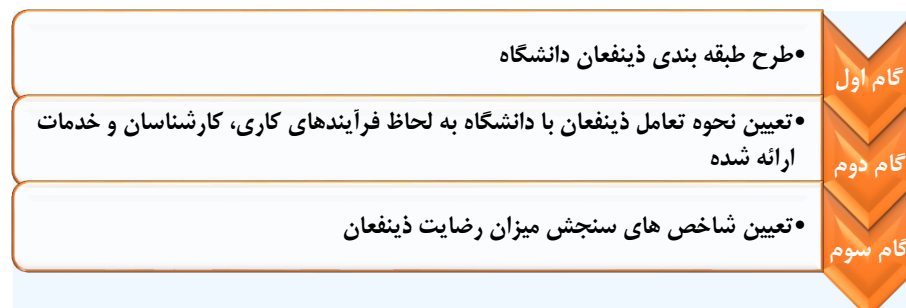 گام اول
•طرح طبقه بندی ذینفعان دانشگاه
گام دوم
•تعیین نحوه تعامل ذینفعان با دانشگاه به لحاظ فرآیندهای کاری، کارشناسان و خدمات
ارائه شده
گام سوم
•تعیین شاخص های سنجش میزان رضایت ذینفعان